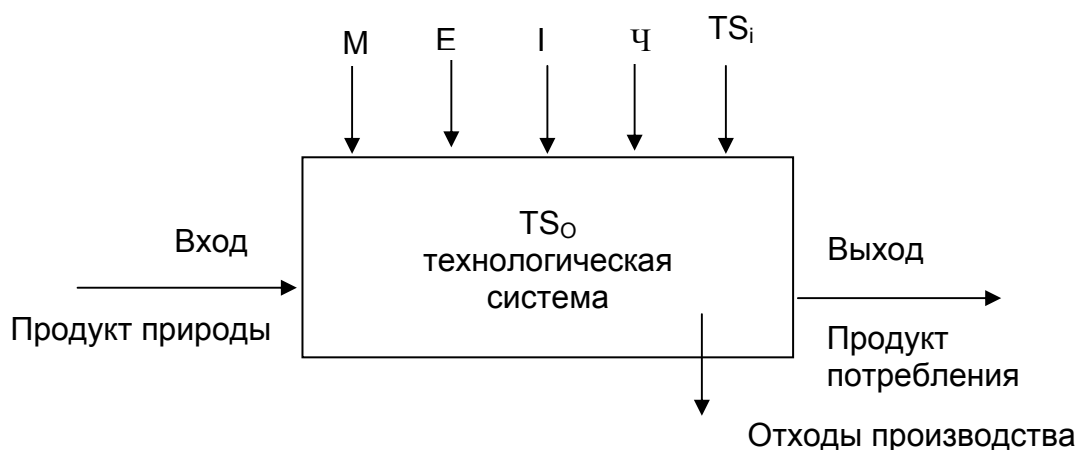 М Е I Ч TSi
TSO
технологическая
система
Вход
Продукт природы
Выход
Продукт
потребления
Отходы производства